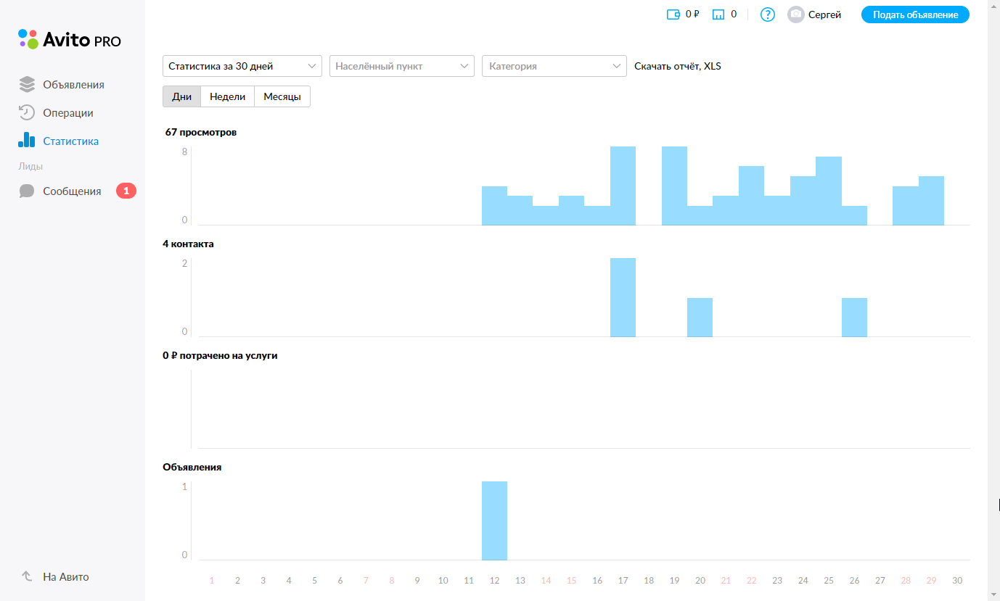 0 ₽ 0 ? Сергей Подать объявление
Avito PRO
Объявления
Операции
Статистика
Лиды
Сообщения 1
На Авито
Статистика за 30 дней Населённый пункт Категория Скачать отчёт, XLS
Дни Недели Месяцы
67 просмотров
8
0
4 контакта
2
0
0 ₽ потрачено на услуги
Объявления
1
0
1 2 3 4 5 6 7 8 9 10 11 12 13 14 15 16 17 18 19 20 21 22 23 24 25 26 27 28 29 30